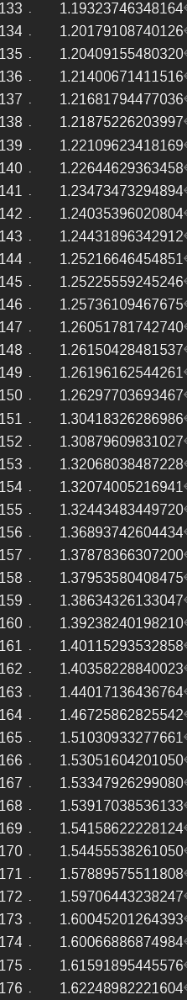 133 . 1.19323746348164
134 . 1.20179108740126
135 . 1.20409155480320
136 . 1.21400671411516
137 . 1.21681794477036
138 . 1.21875226203997
139 . 1.22109623418169
140 . 1.22644629363458
141 . 1.23473473294894
142 . 1.24035396020804
143 . 1.24431896342912
144 . 1.25216646454851
145 . 1.25225559245246
146 . 1.25736109467675
147 . 1.26051781742740
148 . 1.26150428481537
149 . 1.26196162544261
150 . 1.26297703693467
151 . 1.30418326286986
152 . 1.30879609831027
153 . 1.32068038487228
154 . 1.32074005216941
155 . 1.32443483449720
156 . 1.36893742604434
157 . 1.37878366307200
158 . 1.37953580408475
159 . 1.38634326133047
160 . 1.39238240198210
161 . 1.40115293532858
162 . 1.40358228840023
163 . 1.44017136436764
164 . 1.46725862825542
165 . 1.51030933277661
166 . 1.53051604201050
167 . 1.53347926299080
168 . 1.53917038536133
169 . 1.54158622228124
170 . 1.54455538261050
171 . 1.57889575511808
172 . 1.59706443238247
173 . 1.60045201264393
174 . 1.60066886874984
175 . 1.61591895445576
176 . 1.62248982221604